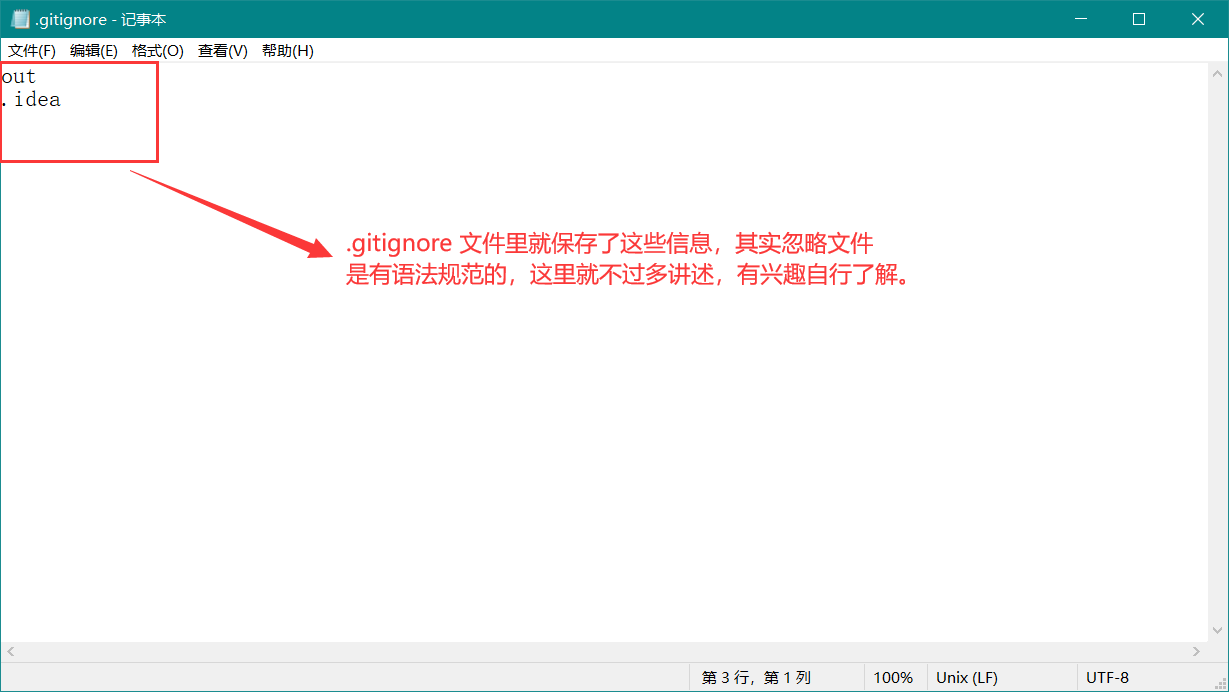 .gitignore - 记事本
文件(F) 编辑(E) 格式(O) 查看(V) 帮助(H)
out
.idea
.gitignore 文件里就保存了这些信息，其实忽略文件
是有语法规范的，这里就不过多讲述，有兴趣自行了解。
第 3 行，第 1 列 100% Unix (LF) UTF-8